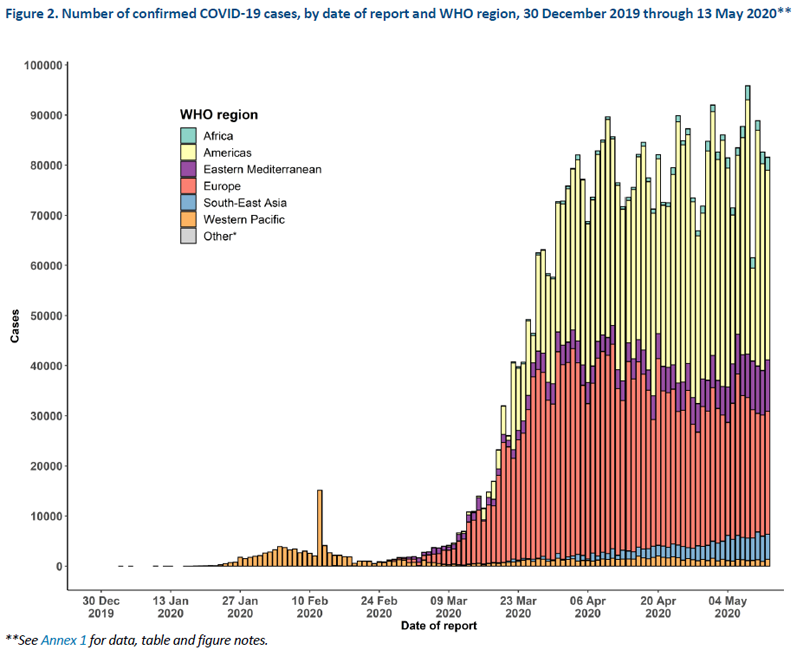 Figure 2. Number of confirmed COVID-19 cases, by date of report and WHO region, 30 December 2019 through 13 May 2020**
100000
90000
80000
70000
60000
50000
40000
30000
20000
10000
0
Cases
WHO region
Africa
Americas
Eastern Mediterranean
Europe
South-East Asia
Western Pacific
Other*
30 Dec 13 Jan 27 Jan 10 Feb 24 Feb 09 Mar 23 Mar 06 Apr 20 Apr 04 May
2019 2020 2020 2020 2020 2020 2020 2020 2020 2020
Date of report
**See Annex 1 for data, table and figure notes.